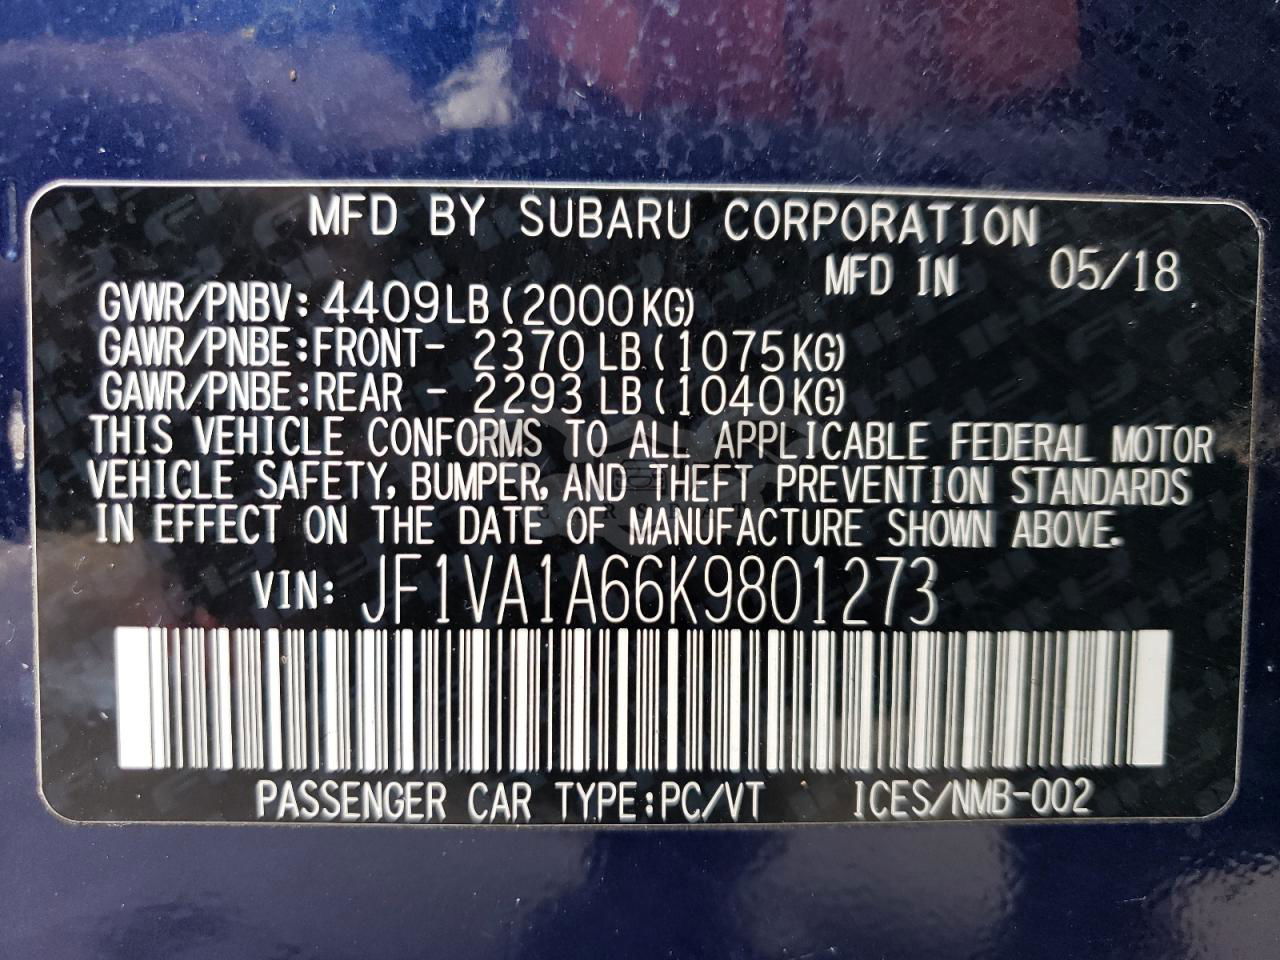 MFD BY SUBARU CORPORATION
MFD IN 05/18
GVWR/PNBV: 4409LB (2000KG)
GAWR/PNBE:FRONT- 2370 LB (1075KG)
GAWR/PNBE:REAR - 2293 LB (1040KG)
THIS VEHICLE CONFORMS TO ALL APPLICABLE FEDERAL MOTOR
VEHICLE SAFETY, BUMPER, AND THEFT PREVENTION STANDARDS
IN EFFECT ON THE DATE OF MANUFACTURE SHOWN ABOVE.
VIN: JF1VA1A66K9801273
PASSENGER CAR TYPE:PC/VT ICES/NMB-002